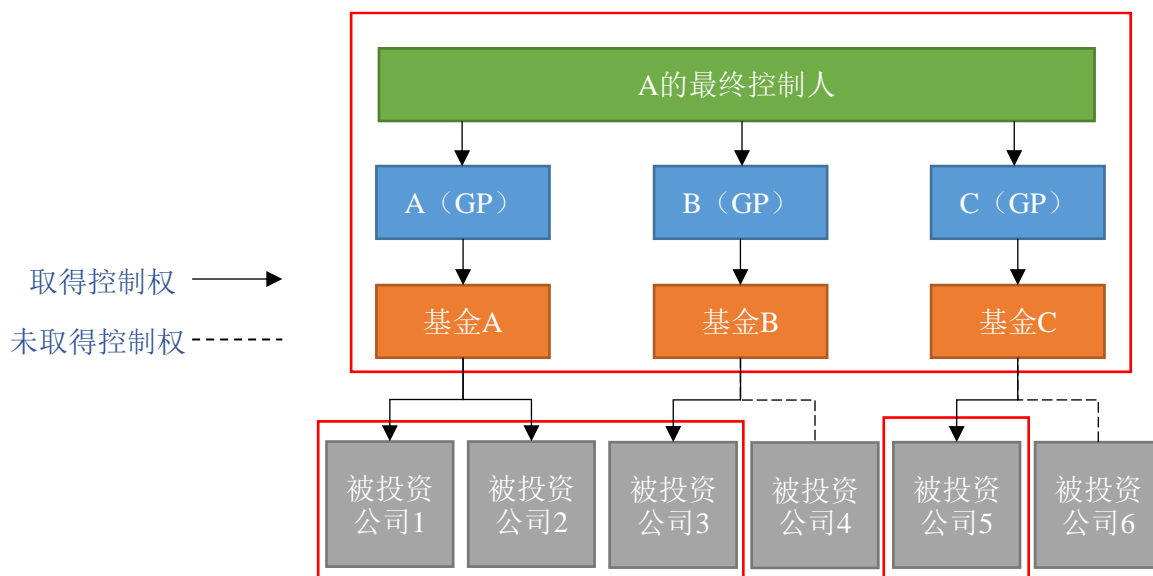 A的最终控制人
A（GP）
B（GP）
C（GP）
取得控制权
基金A
基金B
基金C
未取得控制权
被投资
公司1
被投资
公司2
被投资
公司3
被投资
公司4
被投资
公司5
被投资
公司6